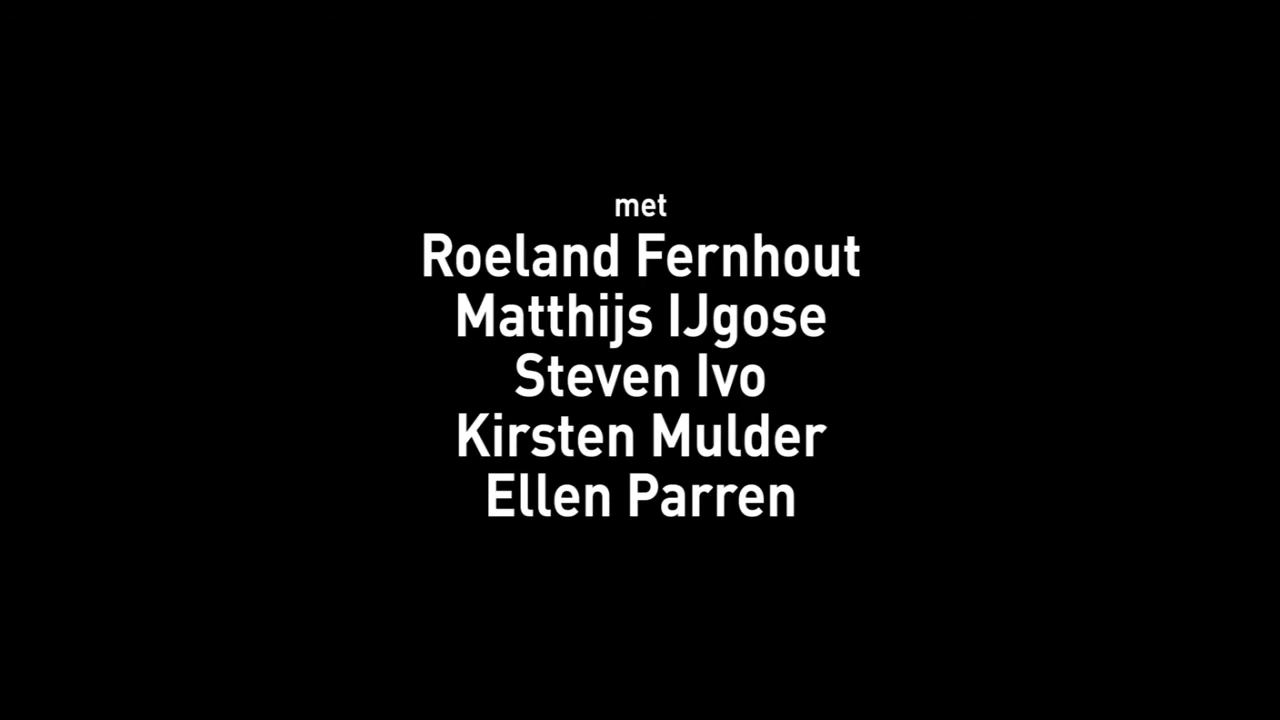 met
Roeland Fernhout
Matthijs IJgose
Steven Ivo
Kirsten Mulder
Ellen Parren